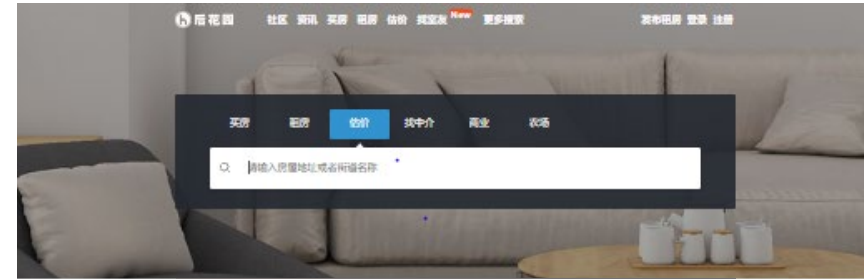 后花园 社区 资讯 买房 租房 估价 找室友 New 更多搜索 发布租房 登录 注册
买房 租房 估价 找中介 商业 农场
请输入房屋地址或者街道名称